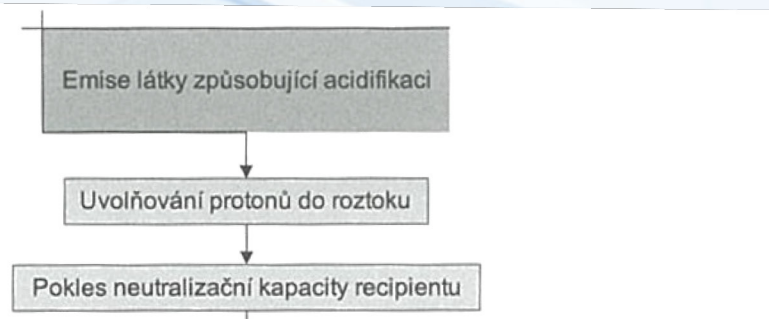 Emise látky způsobující acidifikaci
Uvolňování protonů do roztoku
Pokles neutralizační kapacity recipientu